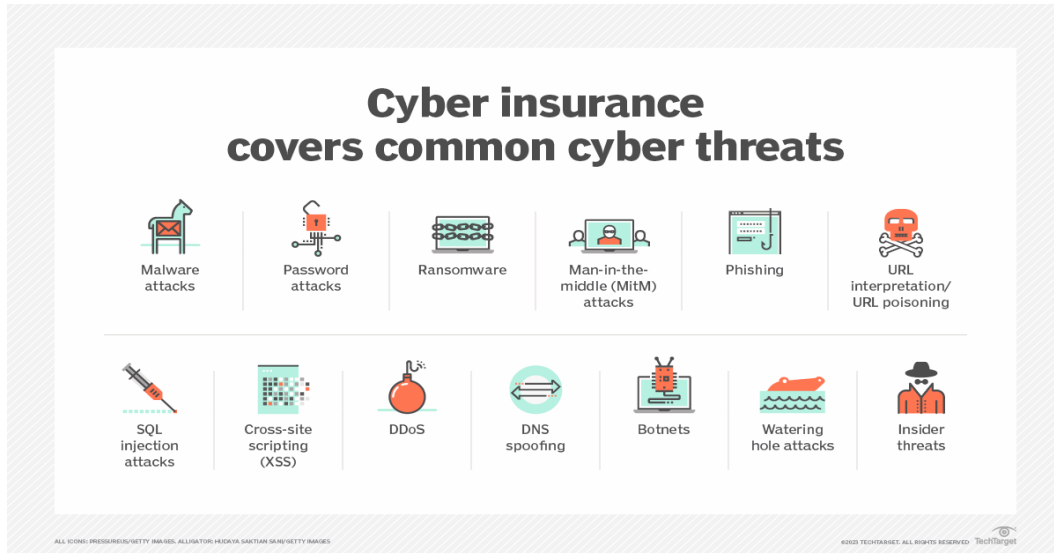 Cyber insurance
covers common cyber threats
Malware
attacks
Password
attacks
Ransomware
Man-in-the-
middle (MitM)
attacks
Phishing
URL
interpretation/
URL poisoning
SQL
injection
attacks
Cross-site
scripting
(XSS)
DDoS
DNS
spoofing
Botnets
Watering
hole attacks
Insider
threats
ALL ICONS: PRESSUREUS/GETTY IMAGES, ALLIGATOR: HUDAYA SAKTIAN SANI/GETTY IMAGES
©2023 TECHTARGET. ALL RIGHTS RESERVED TechTarget